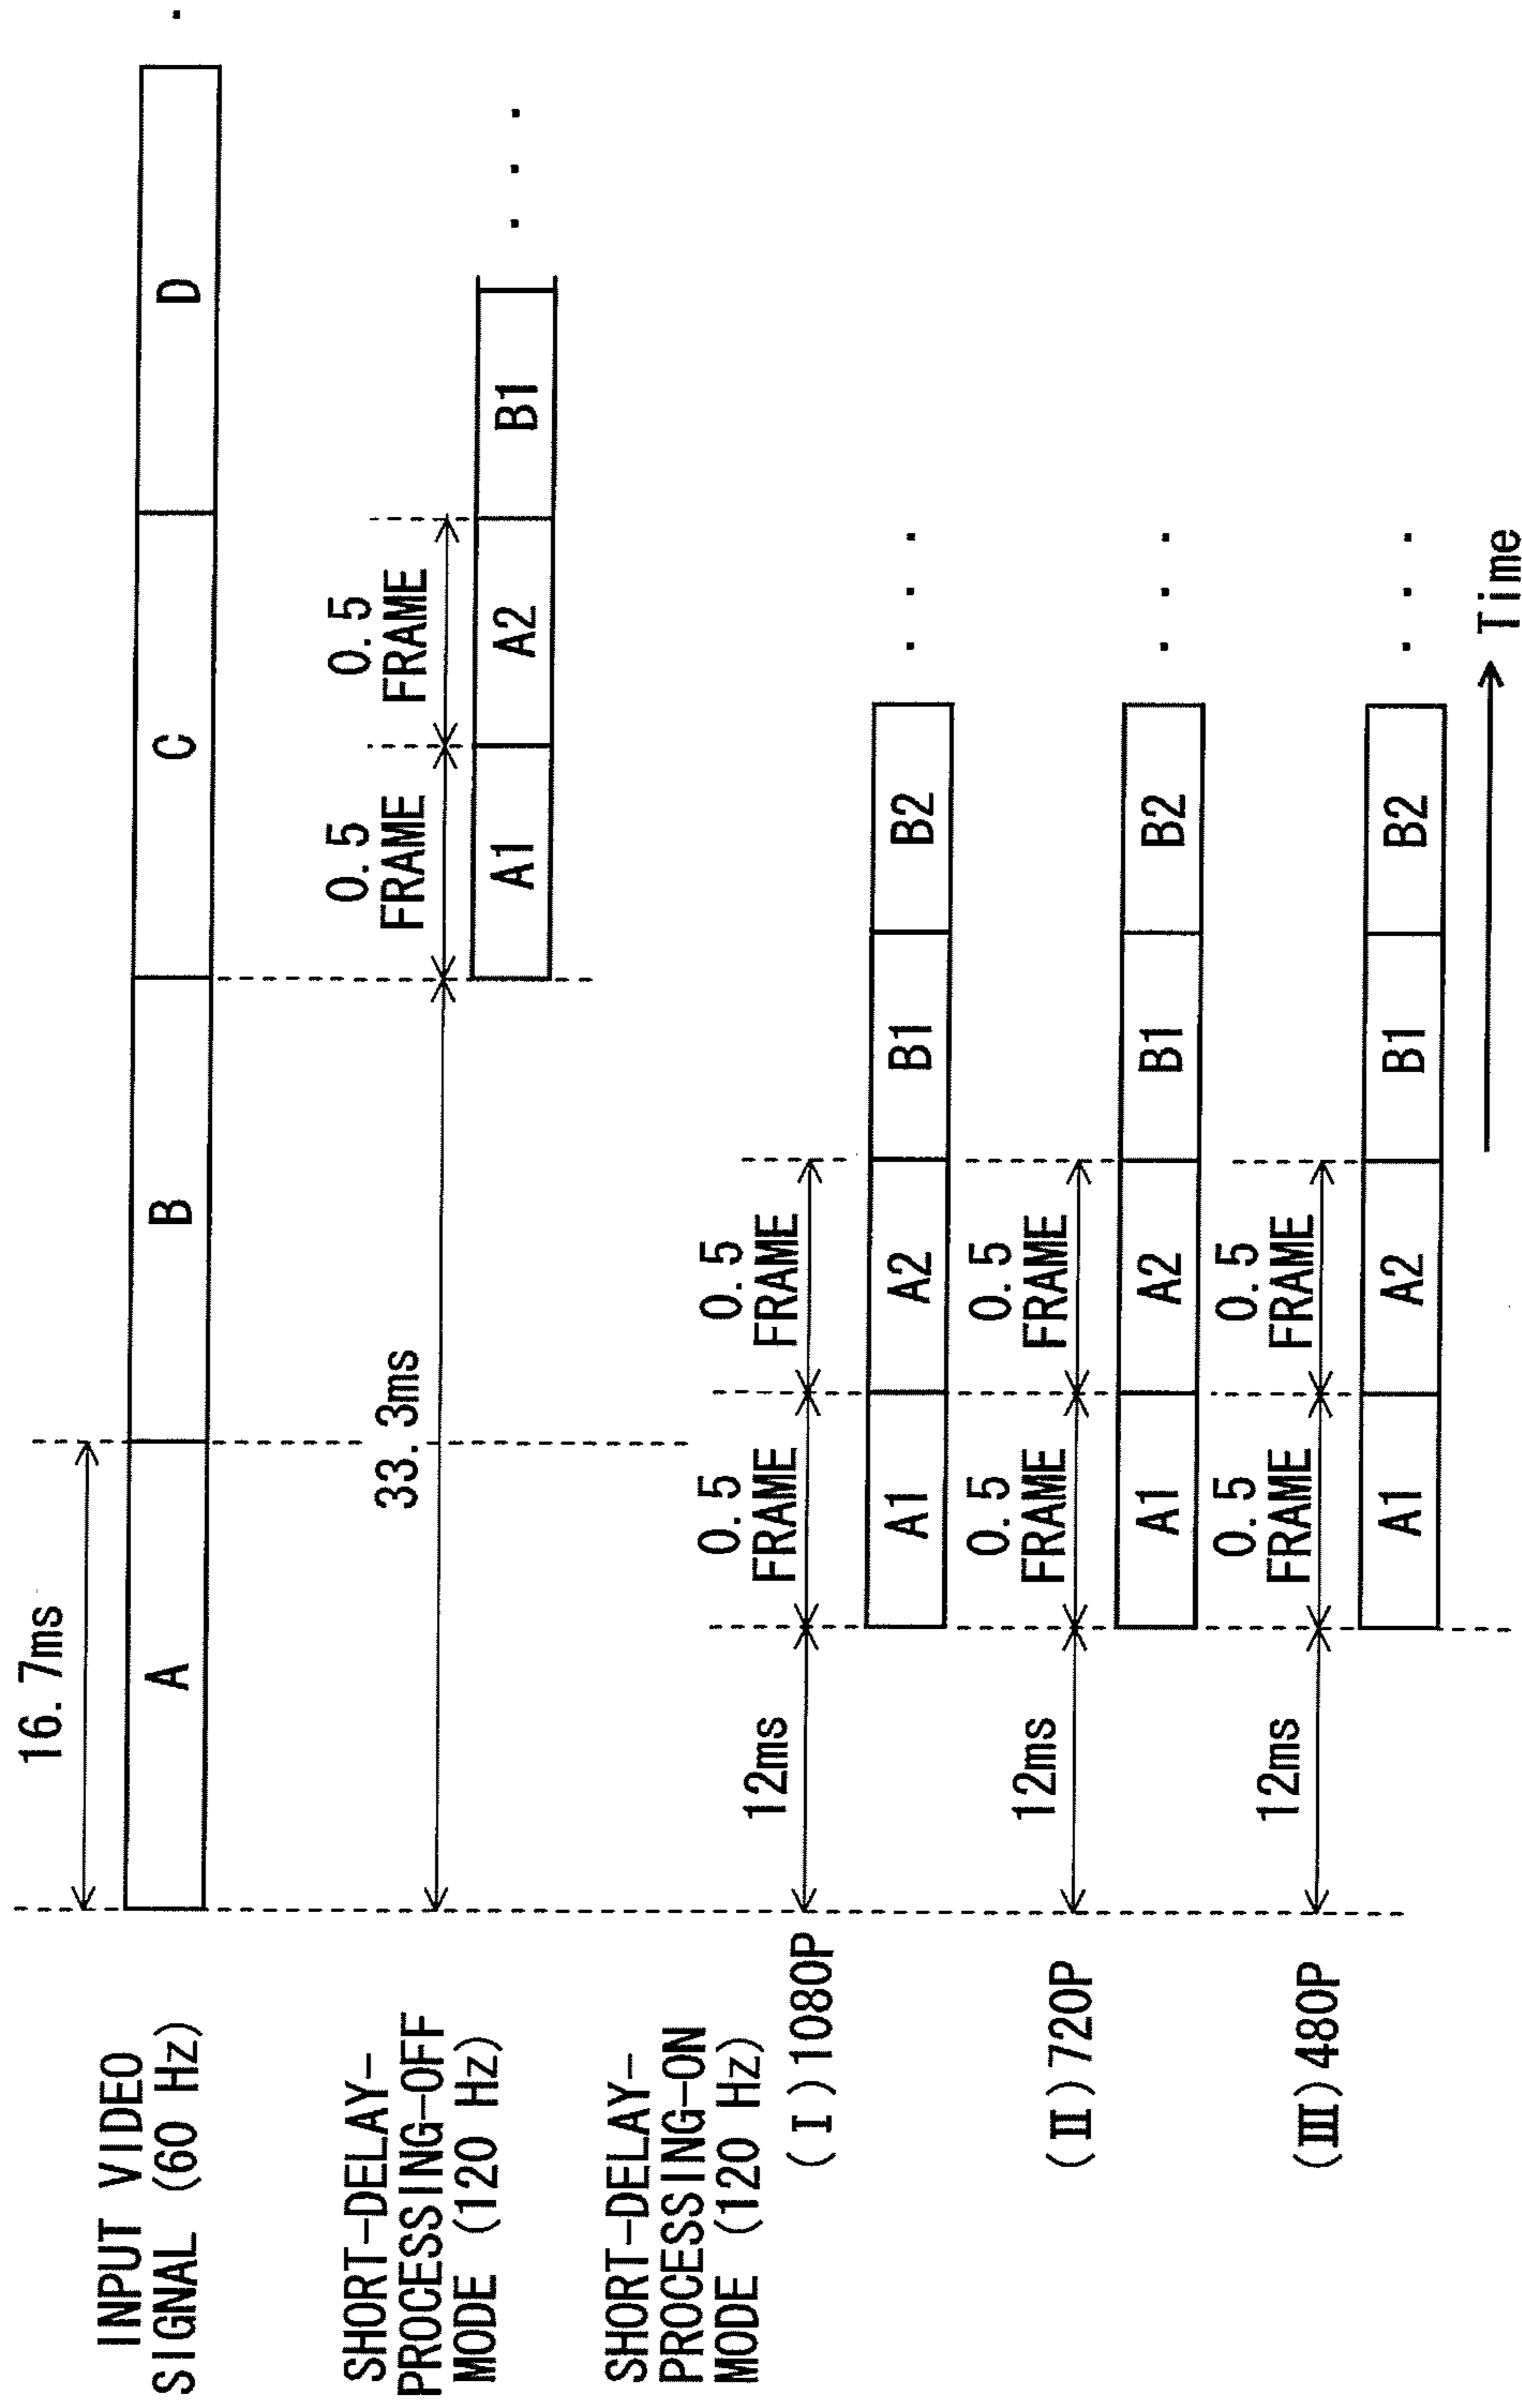 INPUT VIDEO
SIGNAL (60 Hz)
16.7ms
A
B
C
D
SHORT-DELAY-
PROCESSING-OFF
MODE (120 Hz)
33.3ms
0.5
FRAME
0.5
FRAME
A1
A2
B1
SHORT-DELAY-
PROCESSING-ON
MODE (120 Hz)
(I)1080P
12ms
0.5
FRAME
0.5
FRAME
A1
A2
B1
B2
(II)720P
12ms
0.5
FRAME
0.5
FRAME
A1
A2
B1
B2
(III)480P
12ms
0.5
FRAME
0.5
FRAME
A1
A2
B1
B2
Time